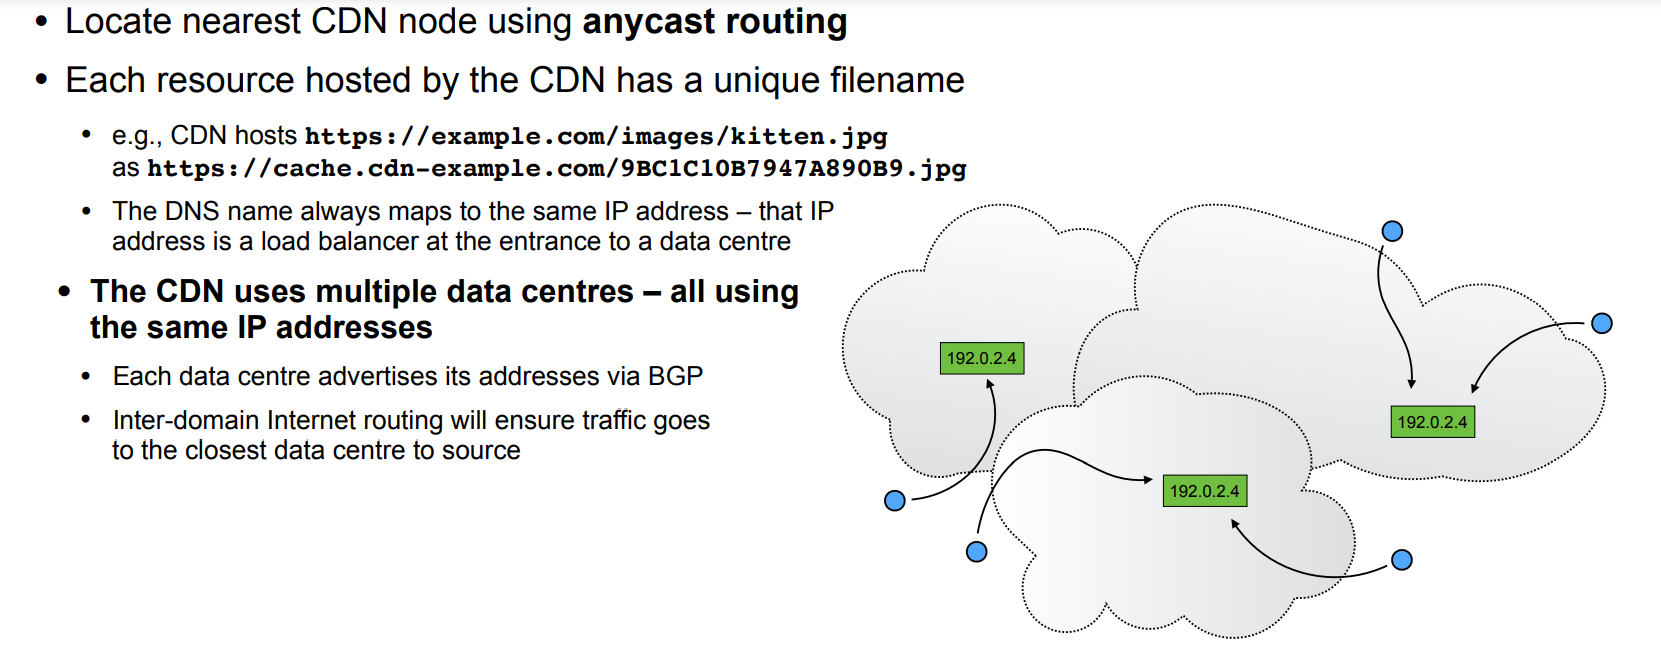 • Locate nearest CDN node using anycast routing
• Each resource hosted by the CDN has a unique filename
• e.g., CDN hosts https://example.com/images/kitten.jpg
as https://cache.cdn-example.com/9BC1C10B7947A890B9.jpg
• The DNS name always maps to the same IP address – that IP
address is a load balancer at the entrance to a data centre
• The CDN uses multiple data centres – all using
the same IP addresses
• Each data centre advertises its addresses via BGP
• Inter-domain Internet routing will ensure traffic goes
to the closest data centre to source
192.0.2.4
192.0.2.4
192.0.2.4